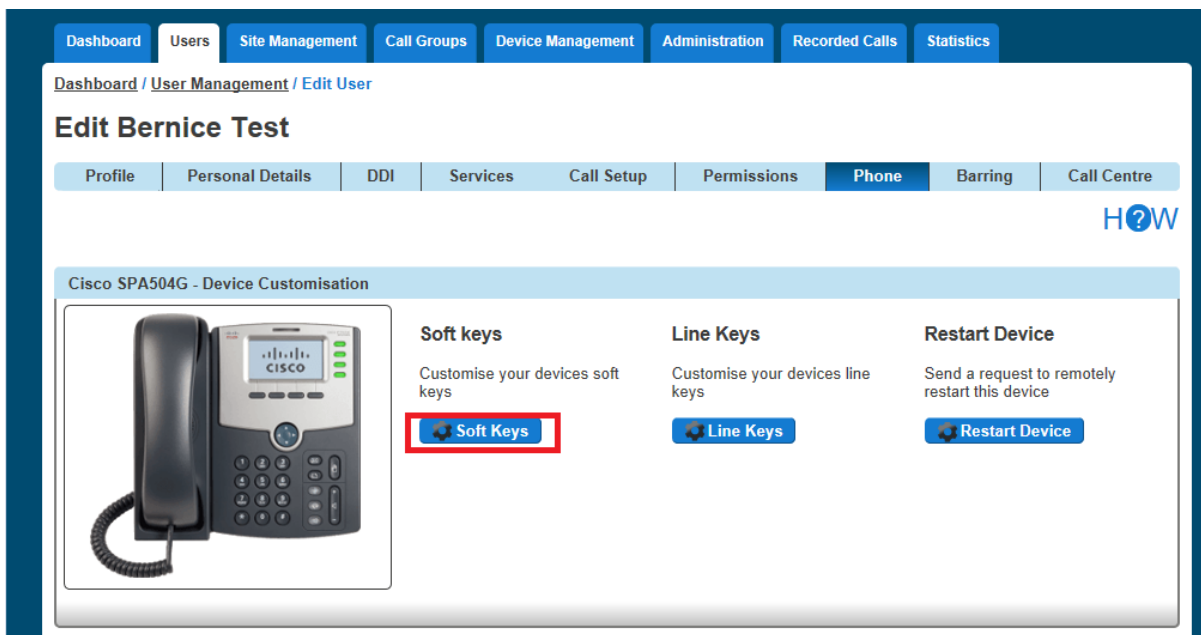 Dashboard Users Site Management Call Groups Device Management Administration Recorded Calls Statistics
Dashboard / User Management / Edit User
Edit Bernice Test
Profile Personal Details DDI Services Call Setup Permissions Phone Barring Call Centre
H?W
Cisco SPA504G - Device Customisation
CISCO
Soft keys
Customise your devices soft
keys
Soft Keys
Line Keys
Customise your devices line
keys
Line Keys
Restart Device
Send a request to remotely
restart this device
Restart Device